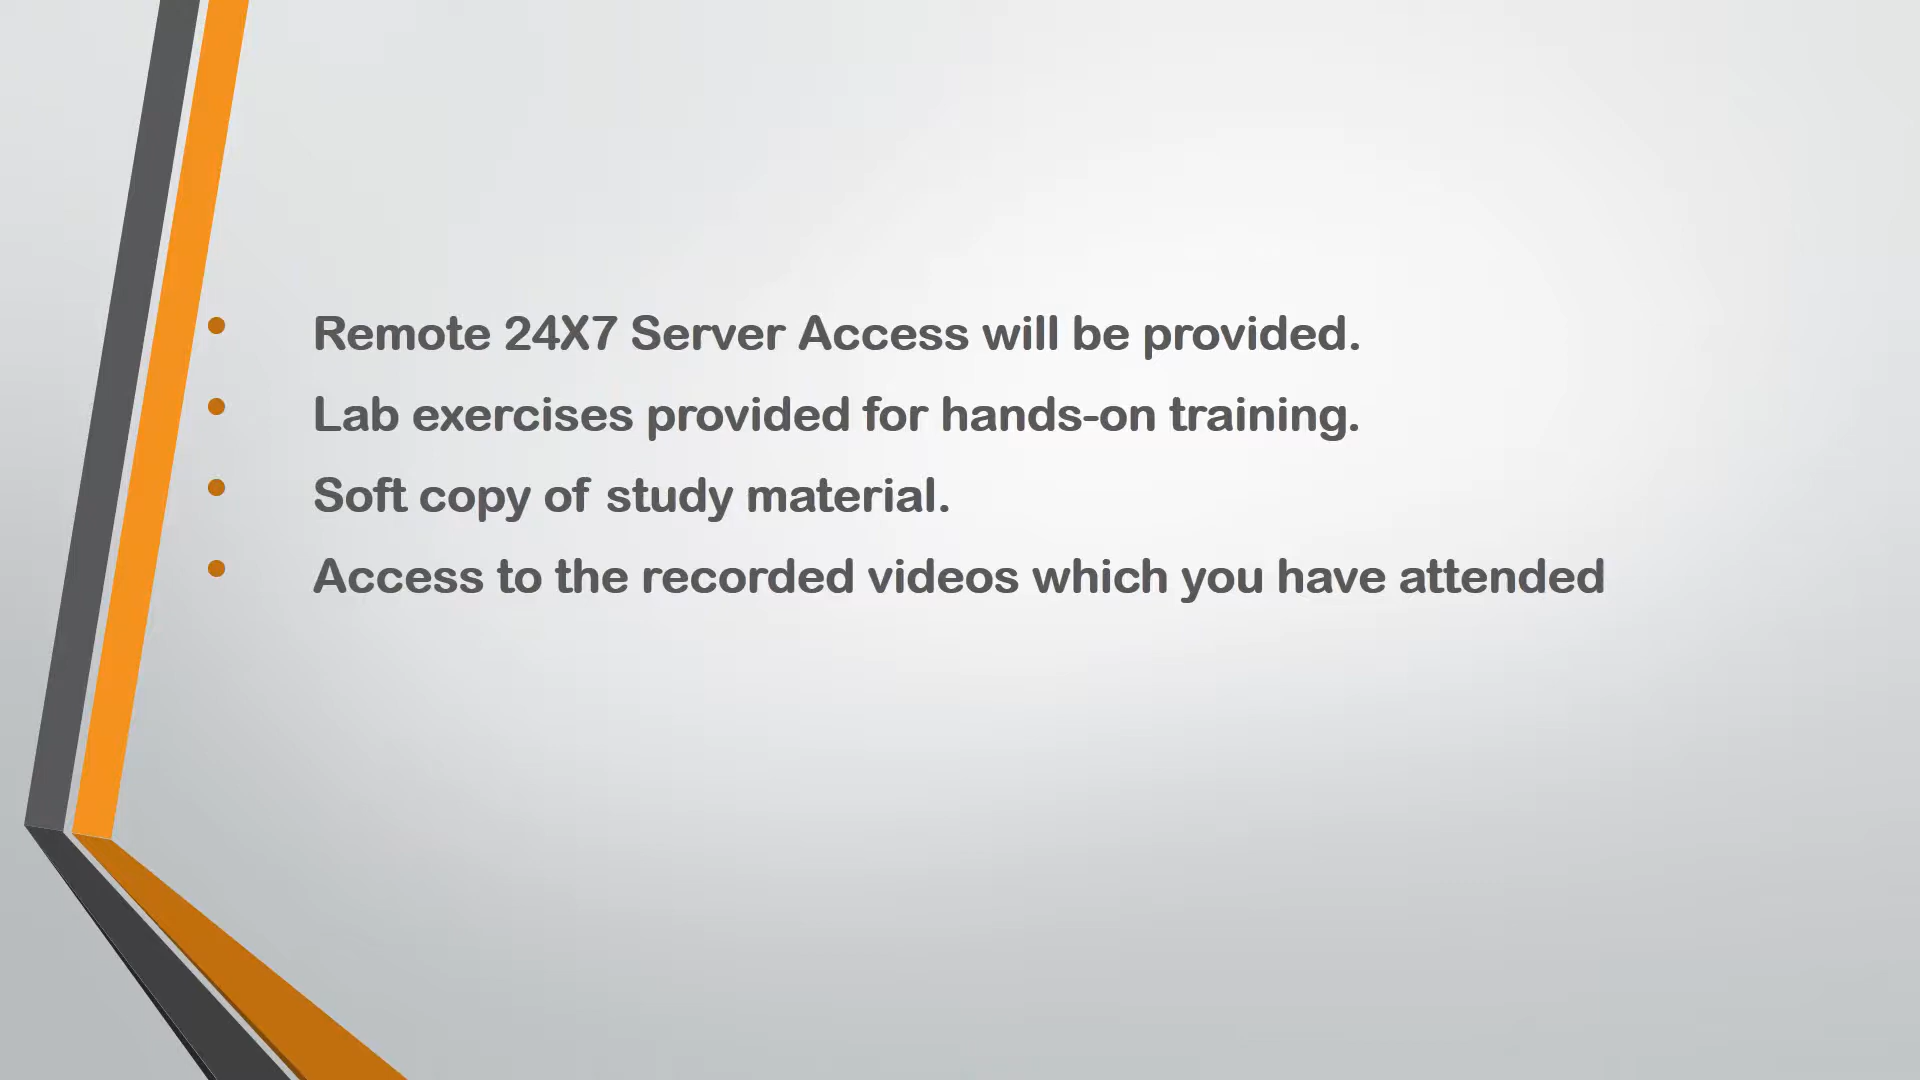 • Remote 24X7 Server Access will be provided.
• Lab exercises provided for hands-on training.
• Soft copy of study material.
• Access to the recorded videos which you have attended